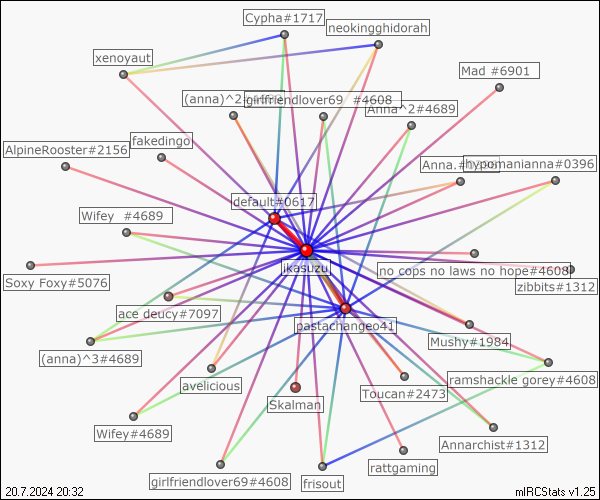 Cypha#1717
neokingghidorah
xenoyaut
Mad #6901
(anna)^2
girlfriendlover69 #4608
Anna^2#4689
AlpineRooster#2156
fakedingo
Anna.#
hypomanianna#0396
default#0617
Wifey #4689
ikasuzu
no cops no laws no hope#4608
Soxy Foxy#5076
zibbits#1312
ace deucy#7097
pastachangeo41
Mushy#1984
(anna)^3#4689
avelicious
ramshackle gorey#4608
Toucan#2473
Skalman
Wifey#4689
Annarchist#1312
rattgaming
girlfriendlover69#4608
frisout
20.7.2024 20:32
mIRCStats v1.25